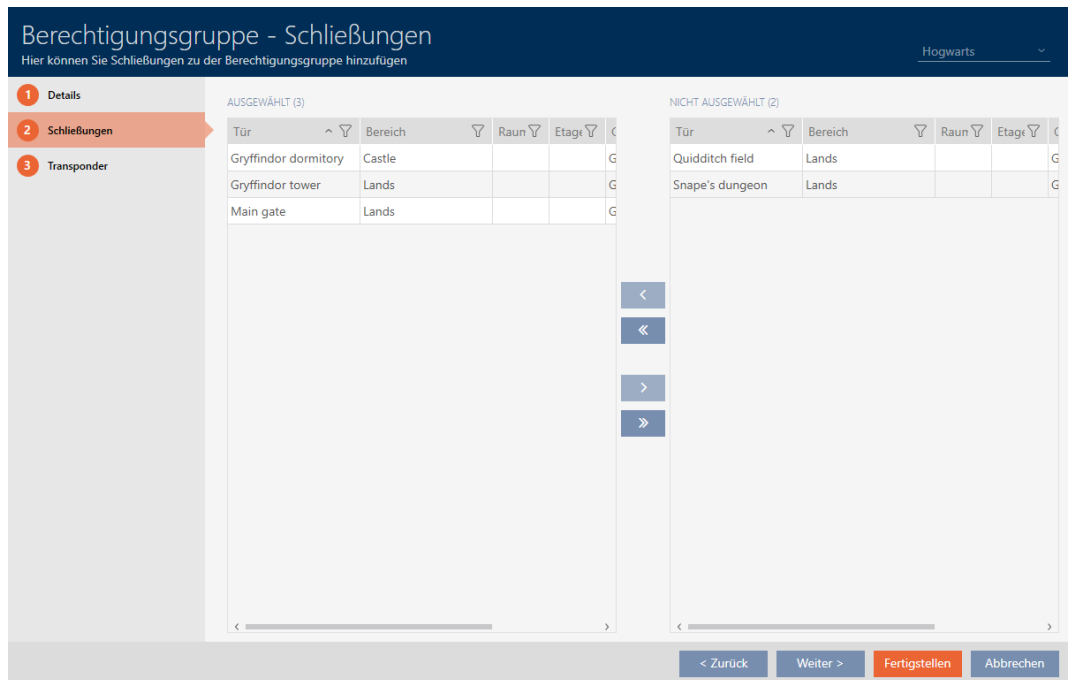 Berechtigungsgruppe - Schließungen
Hier können Sie Schließungen zu der Berechtigungsgruppe hinzufügen
Hogwarts
1 Details
2 Schließungen
3 Transponder
AUSGEWÄHLT (3)
Tür Bereich Raum Etage G
Gryffindor dormitory Castle G
Gryffindor tower Lands G
Main gate Lands G
NICHT AUSGEWÄHLT (2)
Tür Bereich Raum Etage G
Quidditch field Lands G
Snape's dungeon Lands G
< Zurück Weiter > Fertigstellen Abbrechen